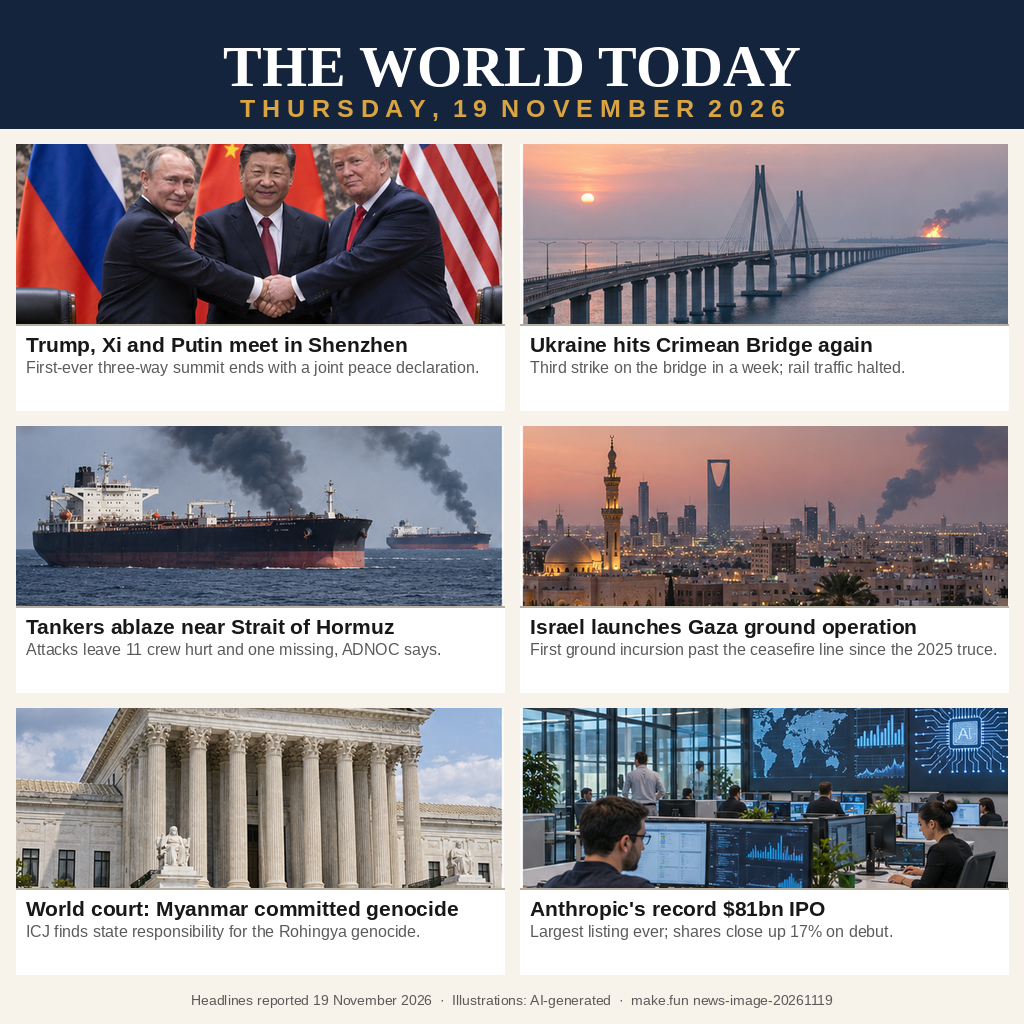 THE WORLD TODAY
THURSDAY, 19 NOVEMBER 2026
Trump, Xi and Putin meet in Shenzhen
First-ever three-way summit ends with a joint peace declaration.
Ukraine hits Crimean Bridge again
Third strike on the bridge in a week; rail traffic halted.
Tankers ablaze near Strait of Hormuz
Attacks leave 11 crew hurt and one missing, ADNOC says.
Israel launches Gaza ground operation
First ground incursion past the ceasefire line since the 2025 truce.
AI
World court: Myanmar committed genocide
ICJ finds state responsibility for the Rohingya genocide.
Anthropic's record $81bn IPO
Largest listing ever; shares close up 17% on debut.
Headlines reported 19 November 2026 · Illustrations: AI-generated · make.fun news-image-20261119